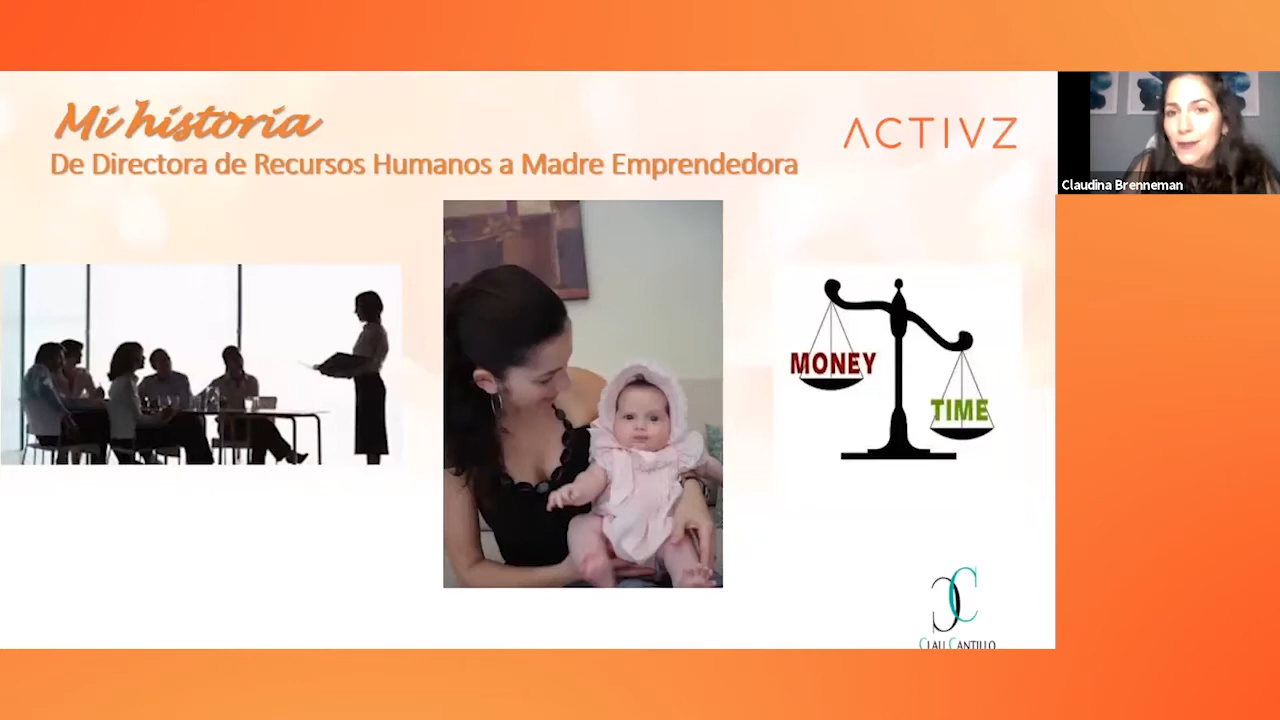 Mi historia
De Directora de Recursos Humanos a Madre Emprendedora
ACTIVZ
Claudina Brenneman
MONEY
TIME
CLAU CANTILLO